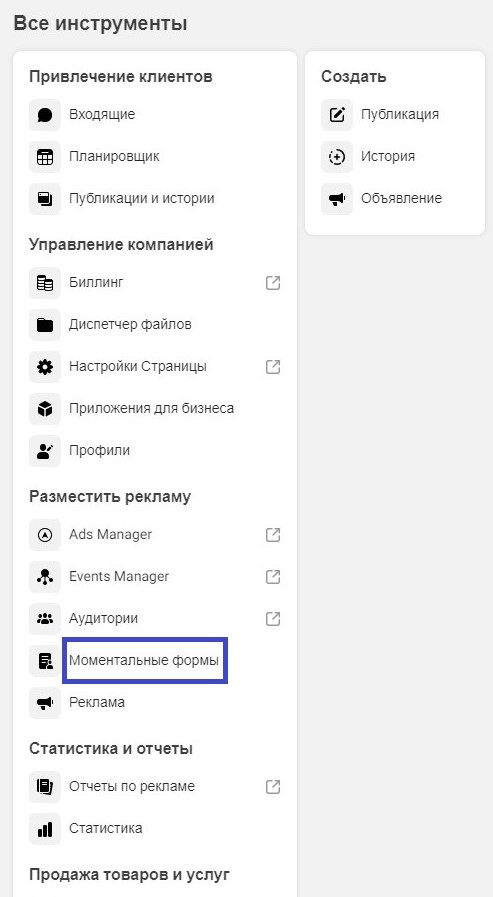 Все инструменты
Привлечение клиентов
Входящие
Планировщик
Публикации и истории
Управление компанией
Биллинг
Диспетчер файлов
Настройки Страницы
Приложения для бизнеса
Профили
Разместить рекламу
Ads Manager
Events Manager
Аудитории
Моментальные формы
Реклама
Статистика и отчеты
Отчеты по рекламе
Статистика
Продажа товаров и услуг
Создать
Публикация
История
Объявление